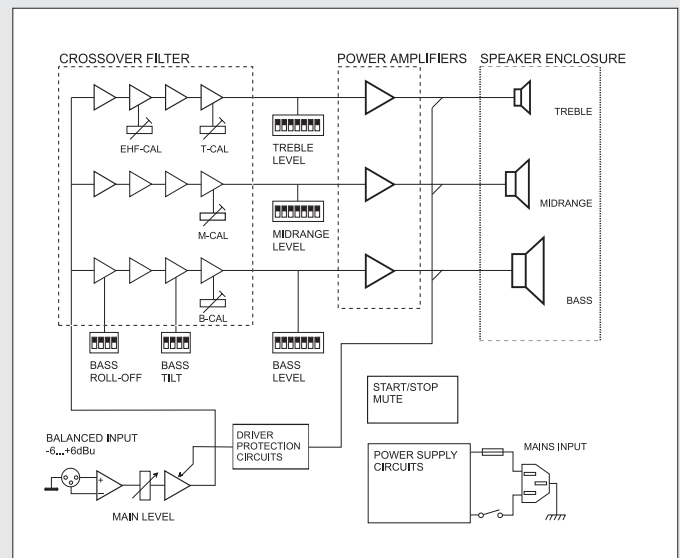 CROSSOVER FILTER
POWER AMPLIFIERS
SPEAKER ENCLOSURE
EHF-CAL
T-CAL
TREBLE
LEVEL
TREBLE
M-CAL
MIDRANGE
LEVEL
MIDRANGE
B-CAL
BASS
BASS
ROLL-OFF
BASS
TILT
BASS
LEVEL
START/STOP
MUTE
BALANCED INPUT
-6...+6dBu
DRIVER
PROTECTION
CIRCUITS
POWER SUPPLY
CIRCUITS
MAINS INPUT
+
−
MAIN LEVEL